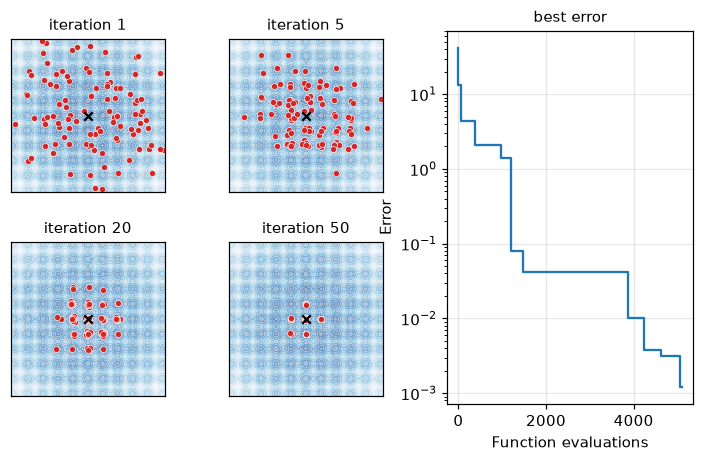 iteration 1
iteration 5
iteration 20
iteration 50
best error
Error
10¹
10⁰
10⁻¹
10⁻²
10⁻³
0 2000 4000
Function evaluations